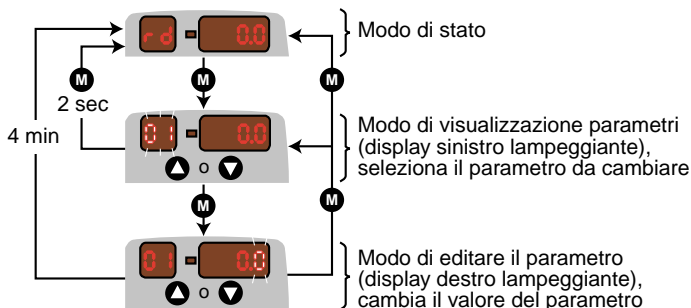 rd - 0.0
Modo di stato
M
M
M
2 sec
4 min
01 - 0.0
Modo di visualizzazione parametri
(display sinistro lampeggiante),
seleziona il parametro da cambiare
o
M
M
01 - 0.0
Modo di editare il parametro
(display destro lampeggiante),
cambia il valore del parametro
o